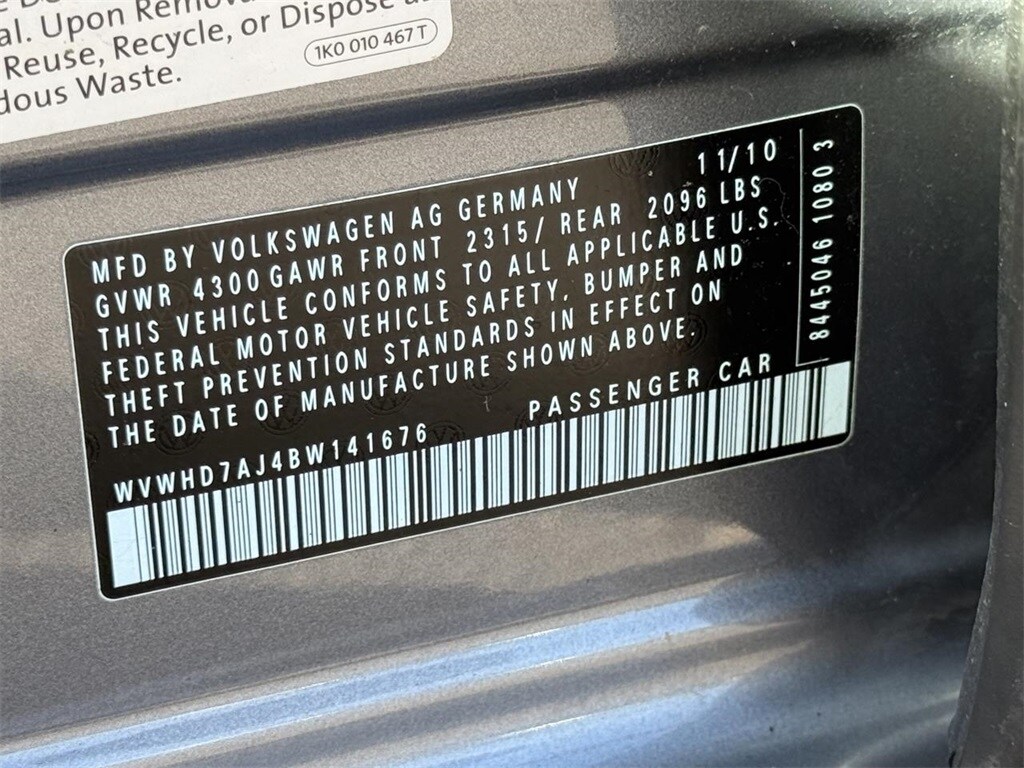 al. Upon Remov
Reuse, Recycle, or Dispose a
dous Waste.
1K0 010 467 T
11/10
MFD BY VOLKSWAGEN AG GERMANY
GVWR 4300 GAWR FRONT 2315/ REAR 2096 LBS
THIS VEHICLE CONFORMS TO ALL APPLICABLE U.S.
FEDERAL MOTOR VEHICLE SAFETY, BUMPER AND
THEFT PREVENTION STANDARDS IN EFFECT ON
THE DATE OF MANUFACTURE SHOWN ABOVE.
PASSENGER CAR
WVWHD7AJ4BW141676
8445046 1080 3